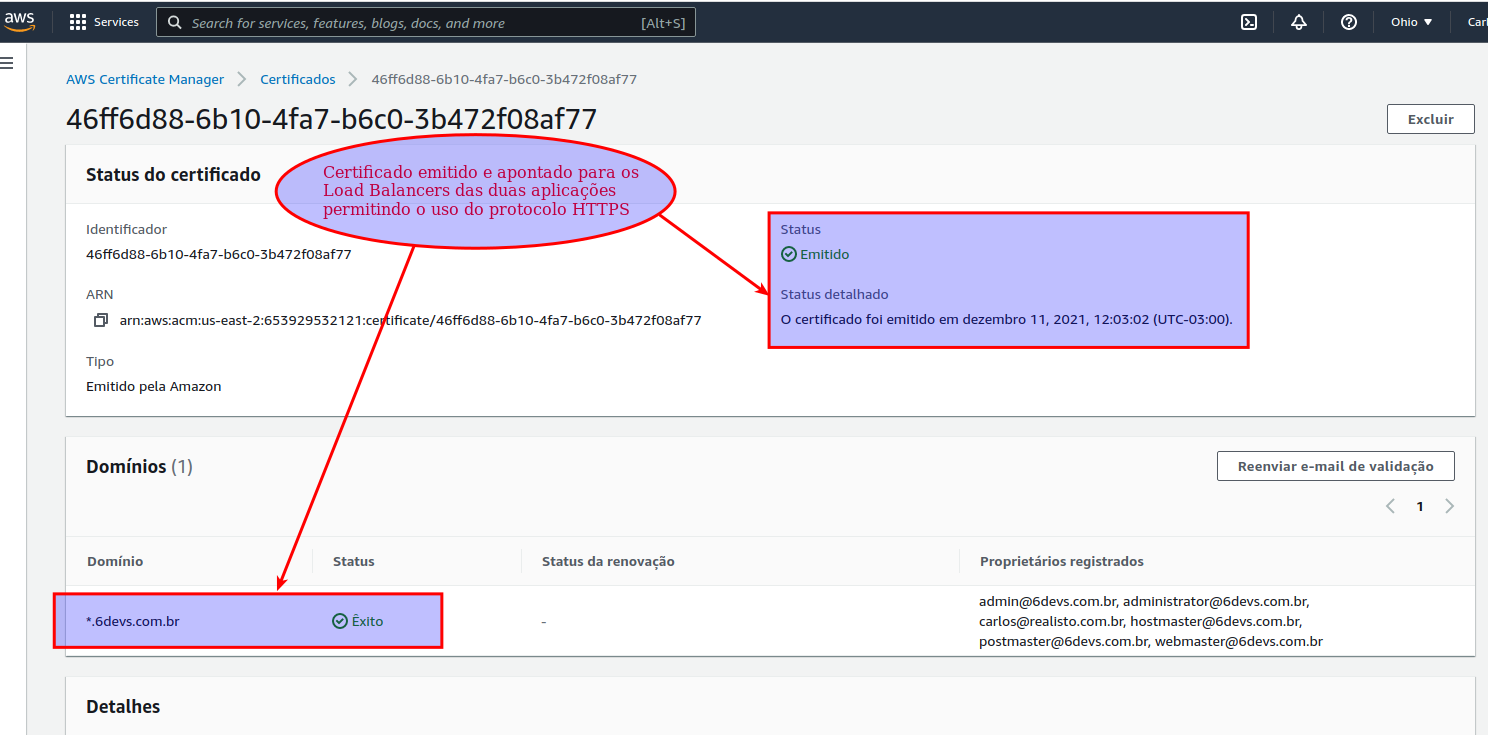 aws
Services
Search for services, features, blogs, docs, and more [Alt+S]
Ohio
AWS Certificate Manager > Certificados > 46ff6d88-6b10-4fa7-b6c0-3b472f08af77
46ff6d88-6b10-4fa7-b6c0-3b472f08af77
Excluir
Status do certificado
Certificado emitido e apontado para os
Load Balancers das duas aplicações
permitindo o uso do protocolo HTTPS
Identificador
46ff6d88-6b10-4fa7-b6c0-3b472f08af77
ARN
arn:aws:acm:us-east-2:653929532121:certificate/46ff6d88-6b10-4fa7-b6c0-3b472f08af77
Tipo
Emitido pela Amazon
Status
Emitido
Status detalhado
O certificado foi emitido em dezembro 11, 2021, 12:03:02 (UTC-03:00).
Domínios (1)
Reenviar e-mail de validação
1
Domínio Status Status da renovação Proprietários registrados
*.6devs.com.br Êxito -
admin@6devs.com.br, administrator@6devs.com.br,
carlos@realisto.com.br, hostmaster@6devs.com.br,
postmaster@6devs.com.br, webmaster@6devs.com.br
Detalhes